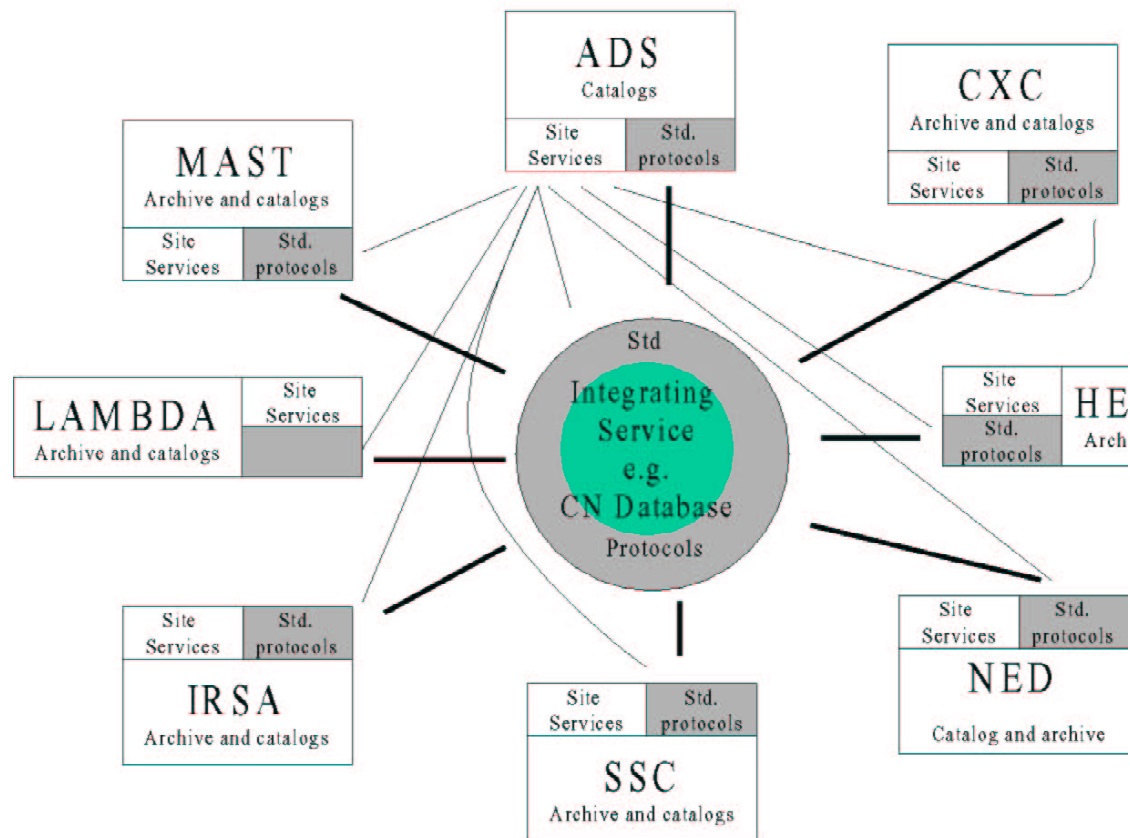 ADS
Catalogs
Site
Services
Std.
protocols
CXC
Archive and catalogs
Site
Services
Std.
protocols
MAST
Archive and catalogs
Site
Services
Std.
protocols
LAMBDA
Archive and catalogs
Site
Services
Std
Integrating
Service
e.g.
CN Database
Protocols
Site
Services
Std.
protocols
HE
Arch
Site
Services
Std.
protocols
IRSA
Archive and catalogs
Site
Services
Std.
protocols
SSC
Archive and catalogs
Site
Services
Std.
protocols
NED
Catalog and archive